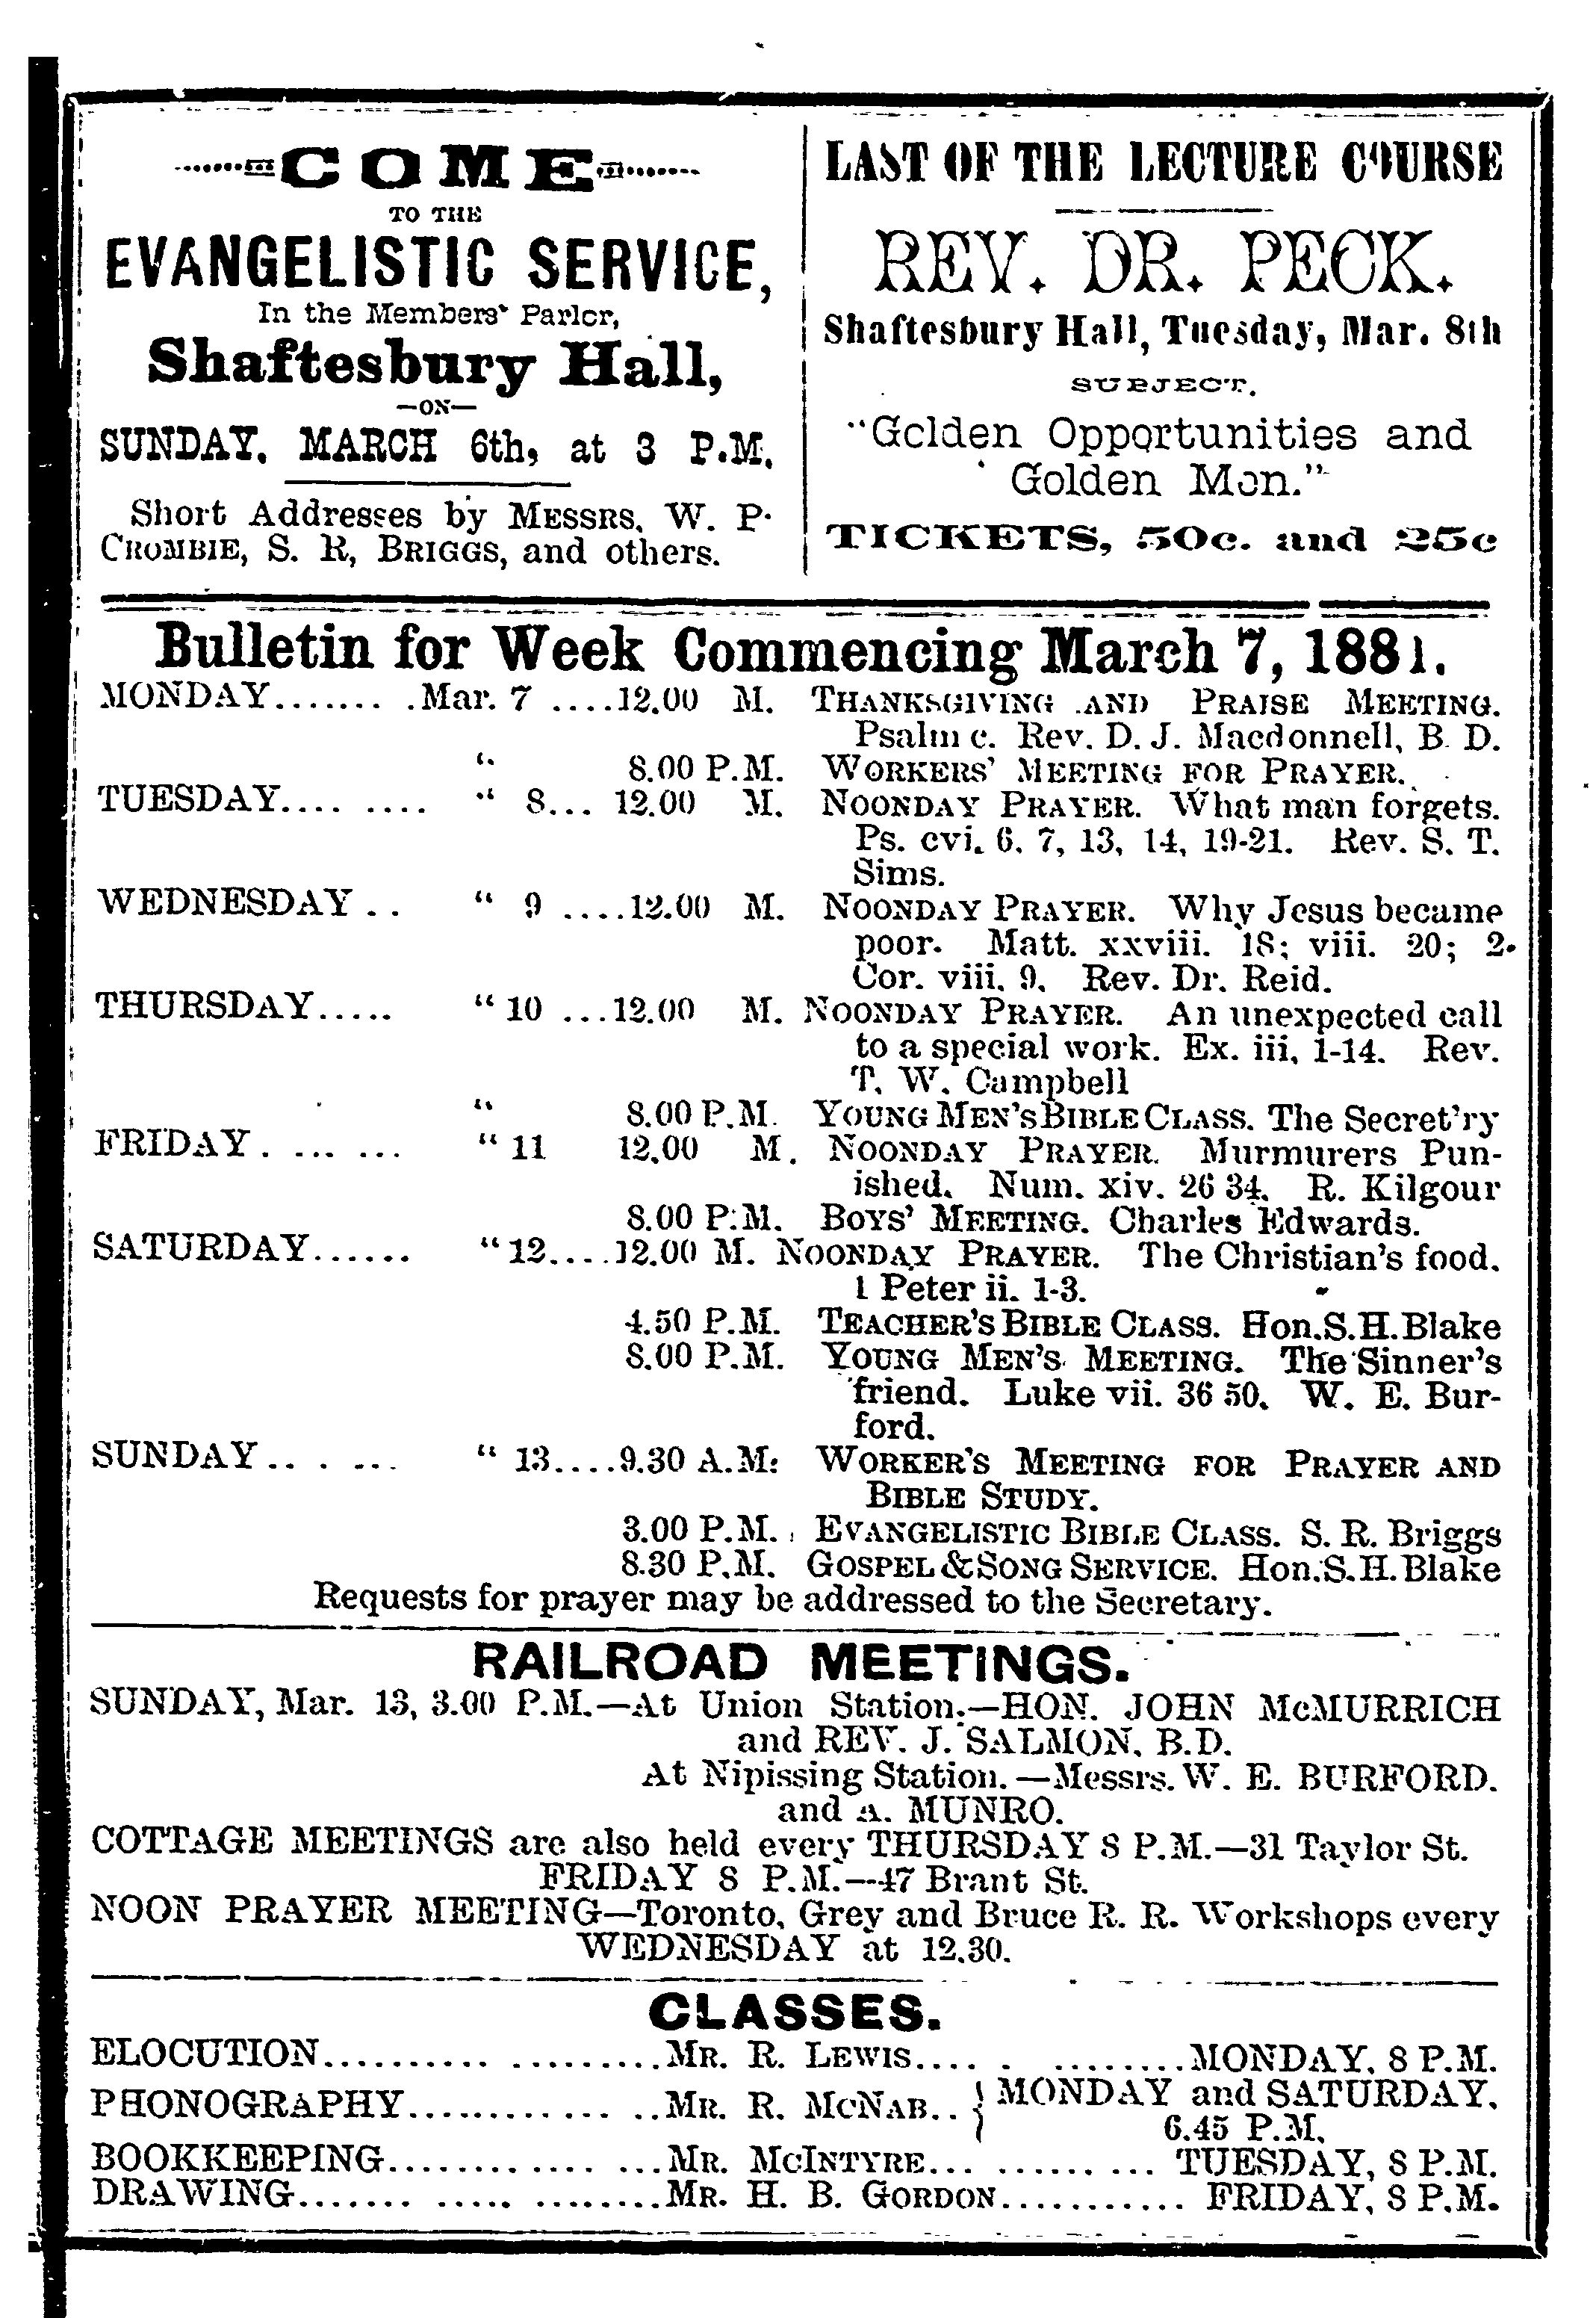 COME
TO THE
EVANGELISTIC SERVICE,
In the Members' Parlor,
Shaftesbury Hall,
—ON—
SUNDAY, MARCH 6th, at 3 P.M.
Short Addresses by MESSRS. W. P.
CROMBIE, S. R, BRIGGS, and others.
LAST OF THE LECTURE COURSE
REV. DR. PECK.
Shaftesbury Hall, Tuesday, Mar. 8th
SUBJECT.
"Golden Opportunities and
Golden Men."
TICKETS, 50c. and 25c
Bulletin for Week Commencing March 7, 1881.
MONDAY....... .Mar. 7 ....12.00 M. THANKSGIVING AND PRAISE MEETING.
Psalm c. Rev. D. J. Macdonnell, B. D.
" 8.00 P.M. WORKERS' MEETING FOR PRAYER.
TUESDAY.... .... " 8... 12.00 M. NOONDAY PRAYER. What man forgets.
Ps. cvi. 6. 7, 13, 14, 19-21. Rev. S. T.
Sims.
WEDNESDAY .. " 9 ....12.00 M. NOONDAY PRAYER. Why Jesus became
poor. Matt. xxviii. 18; viii. 20; 2
Cor. viii. 9. Rev. Dr. Reid.
THURSDAY..... " 10 ...12.00 M. NOONDAY PRAYER. An unexpected call
to a special work. Ex. iii, 1-14. Rev.
T. W. Campbell
" 8.00 P.M. YOUNG MEN'S BIBLE CLASS. The Secret'ry
FRIDAY . ... ... " 11 12.00 M. NOONDAY PRAYER. Murmurers Pun-
ished. Num. xiv. 26 34. R. Kilgour
8.00 P.M. BOYS' MEETING. Charles Edwards.
SATURDAY...... " 12....12.00 M. NOONDAY PRAYER. The Christian's food.
1 Peter ii. 1-3.
4.50 P.M. TEACHER'S BIBLE CLASS. Hon.S.H.Blake
8.00 P.M. YOUNG MEN'S MEETING. The Sinner's
friend. Luke vii. 36 50. W. E. Bur-
ford.
SUNDAY.. . ... " 13....9.30 A.M: WORKER'S MEETING FOR PRAYER AND
BIBLE STUDY.
3.00 P.M. EVANGELISTIC BIBLE CLASS. S. R. Briggs
8.30 P.M. GOSPEL & SONG SERVICE. Hon.S.H.Blake
Requests for prayer may be addressed to the Secretary.
RAILROAD MEETINGS.
SUNDAY, Mar. 13, 3.00 P.M.—At Union Station.—HON. JOHN McMURRICH
and REV. J. SALMON, B.D.
At Nipissing Station.—Messrs. W. E. BURFORD.
and A. MUNRO.
COTTAGE MEETINGS are also held every THURSDAY 8 P.M.—31 Taylor St.
FRIDAY 8 P.M.—47 Brant St.
NOON PRAYER MEETING—Toronto, Grey and Bruce R. R. Workshops every
WEDNESDAY at 12.30.
CLASSES.
ELOCUTION.......... .........MR. R. LEWIS.... . ........MONDAY, 8 P.M.
PHONOGRAPHY........... ..MR. R. MCNAB.. } MONDAY and SATURDAY,
6.45 P.M.
BOOKKEEPING............ ...MR. MCINTYRE... ......... TUESDAY, 8 P.M.
DRAWING....... ..... ........MR. H. B. GORDON........... FRIDAY, 8 P.M.